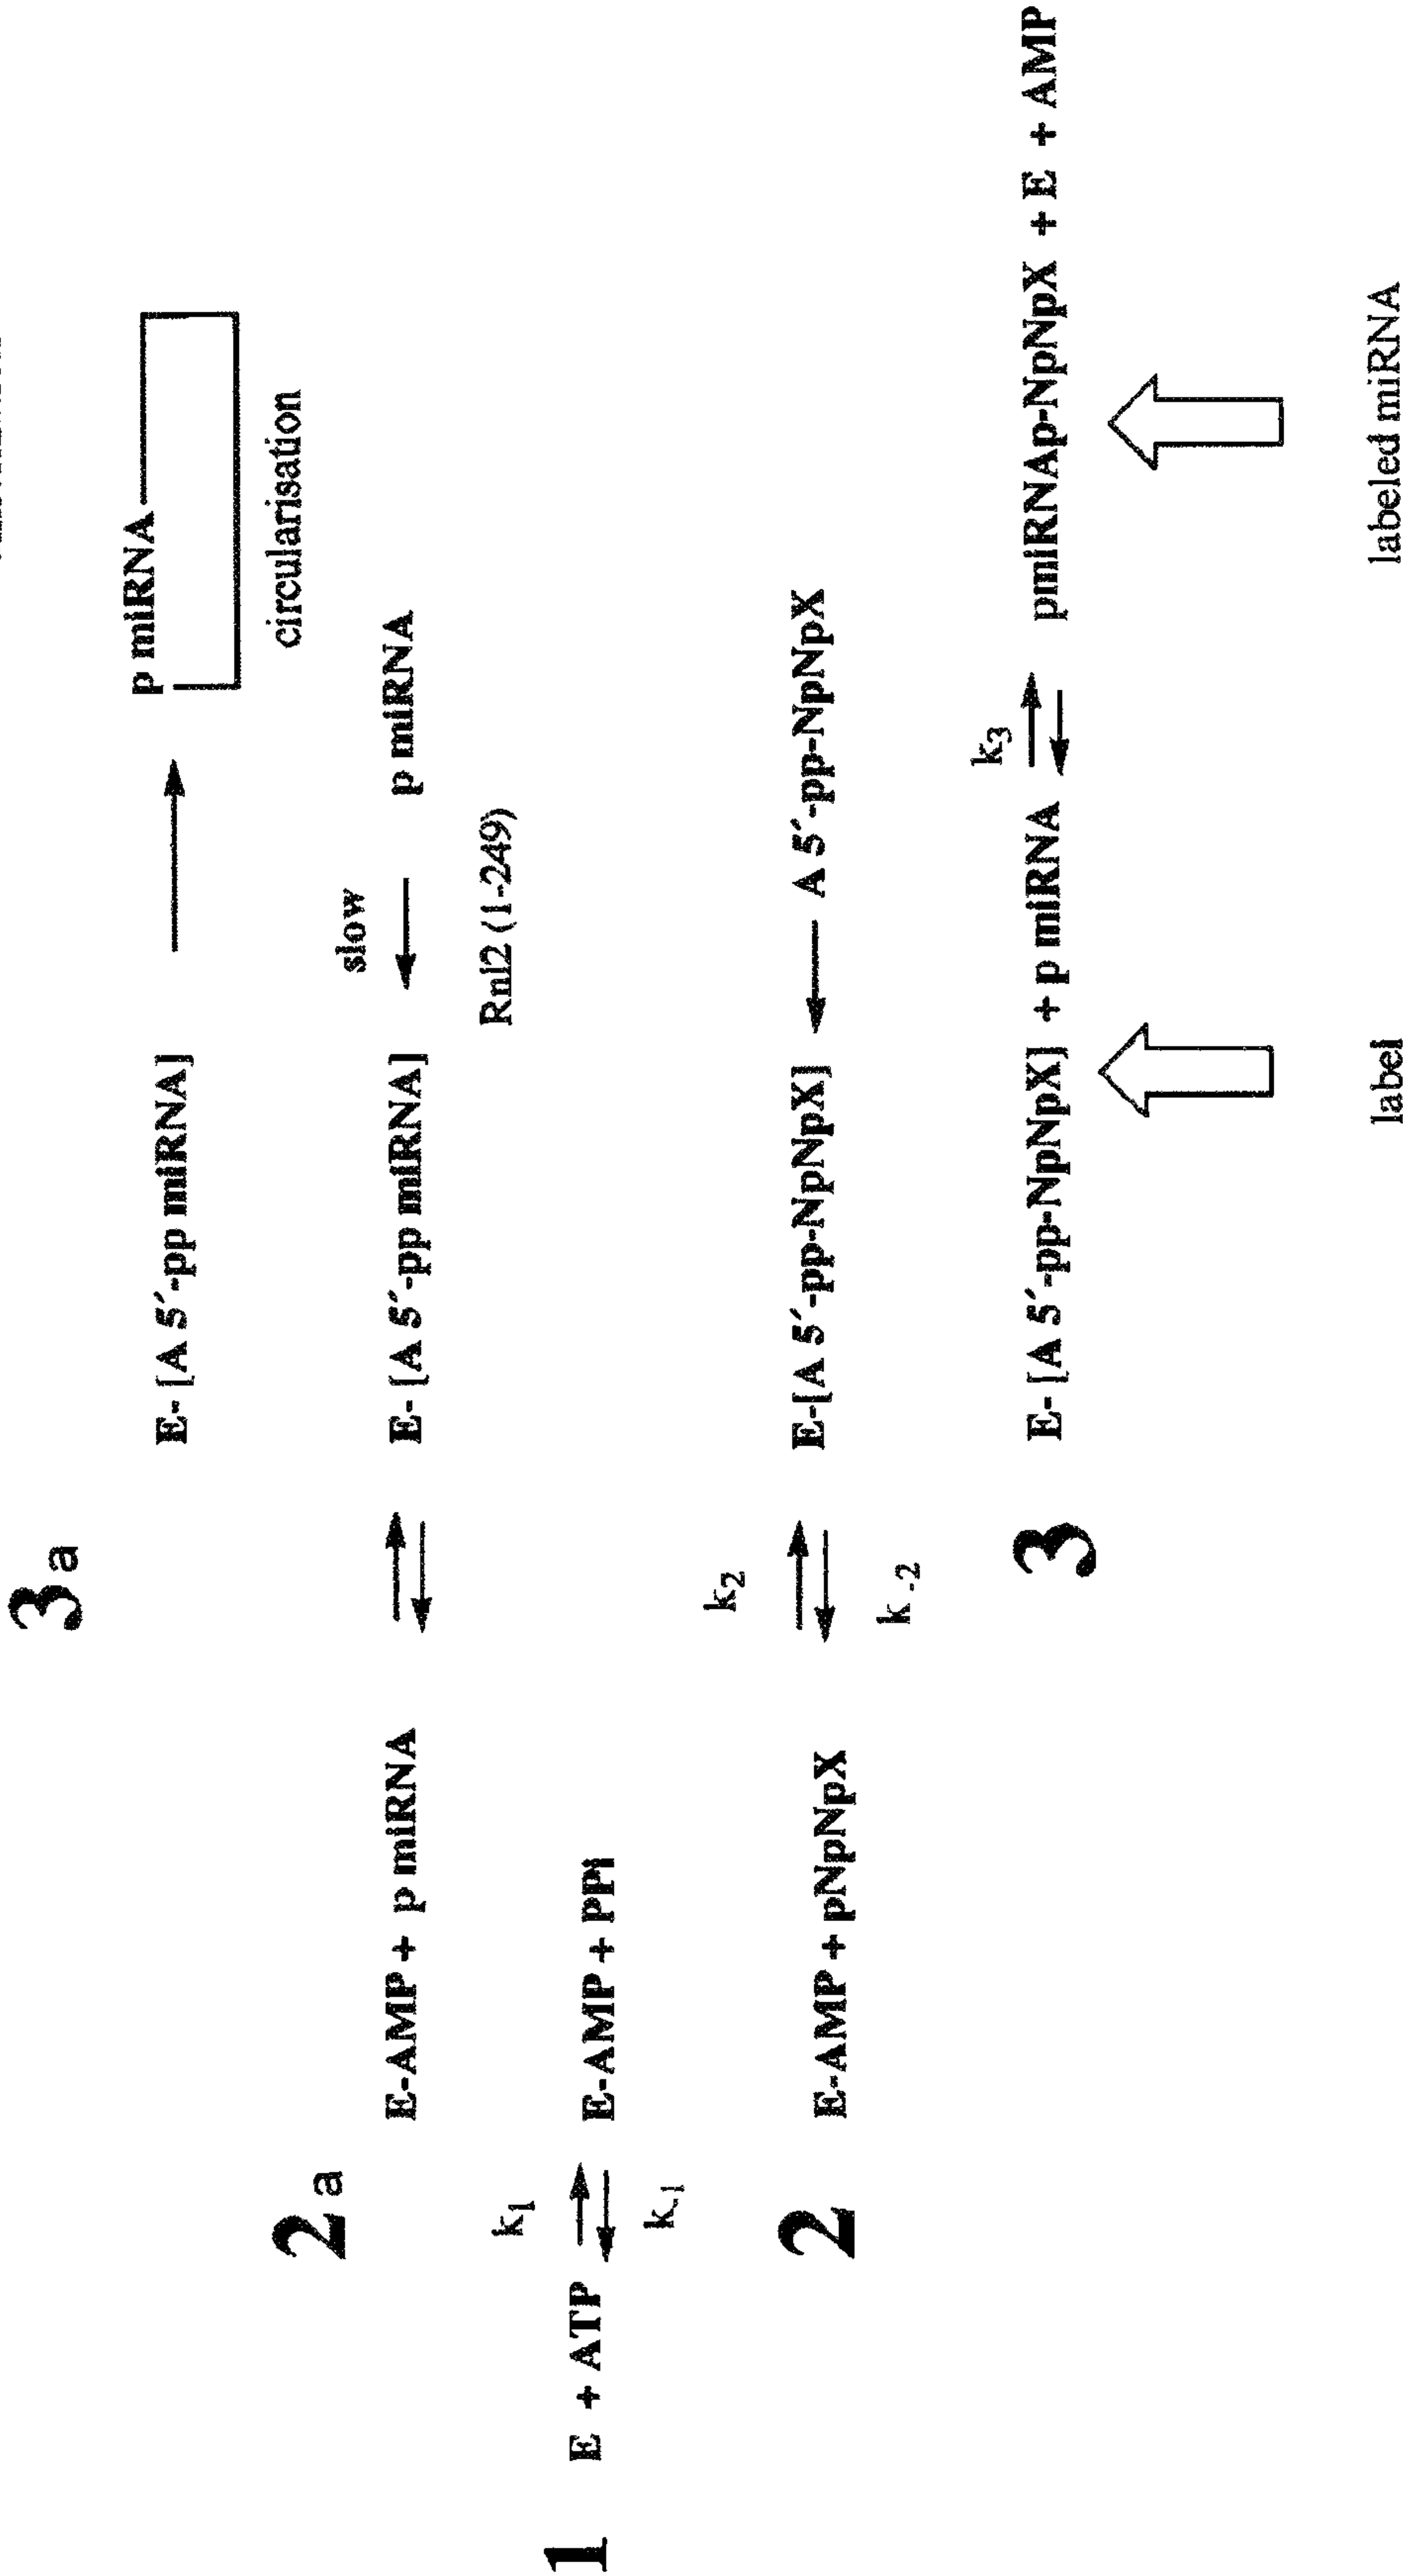 3a
E- [A 5´-pp miRNA]
p miRNA
circularisation
2a
E-AMP + p miRNA
E- [A 5´-pp miRNA]
slow
p miRNA
Rnl2 (1-249)
k1
1
E + ATP
E-AMP + PPi
k-1
k2
2
E-AMP + pNpNpX
E-[A 5´-pp-NpNpX]
A 5´-pp-NpNpX
k-2
k3
3
E- [A 5´-pp-NpNpX] + p miRNA
pmiRNAp-NpNpX + E + AMP
label
labeled miRNA